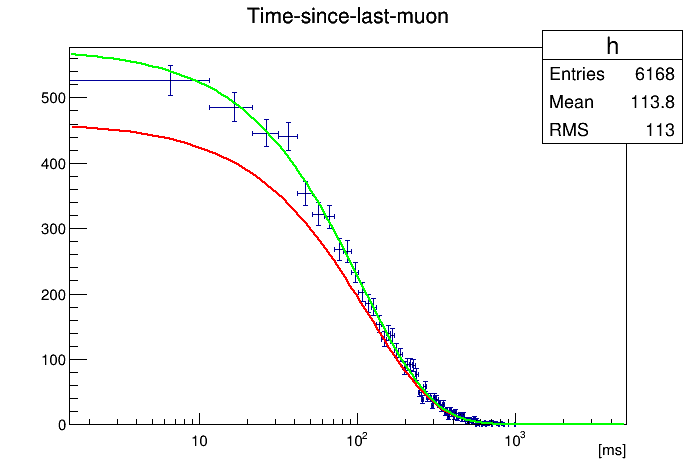 Time-since-last-muon
h
Entries 6168
Mean 113.8
RMS 113
500
400
300
200
100
0
10 10² 10³
[ms]